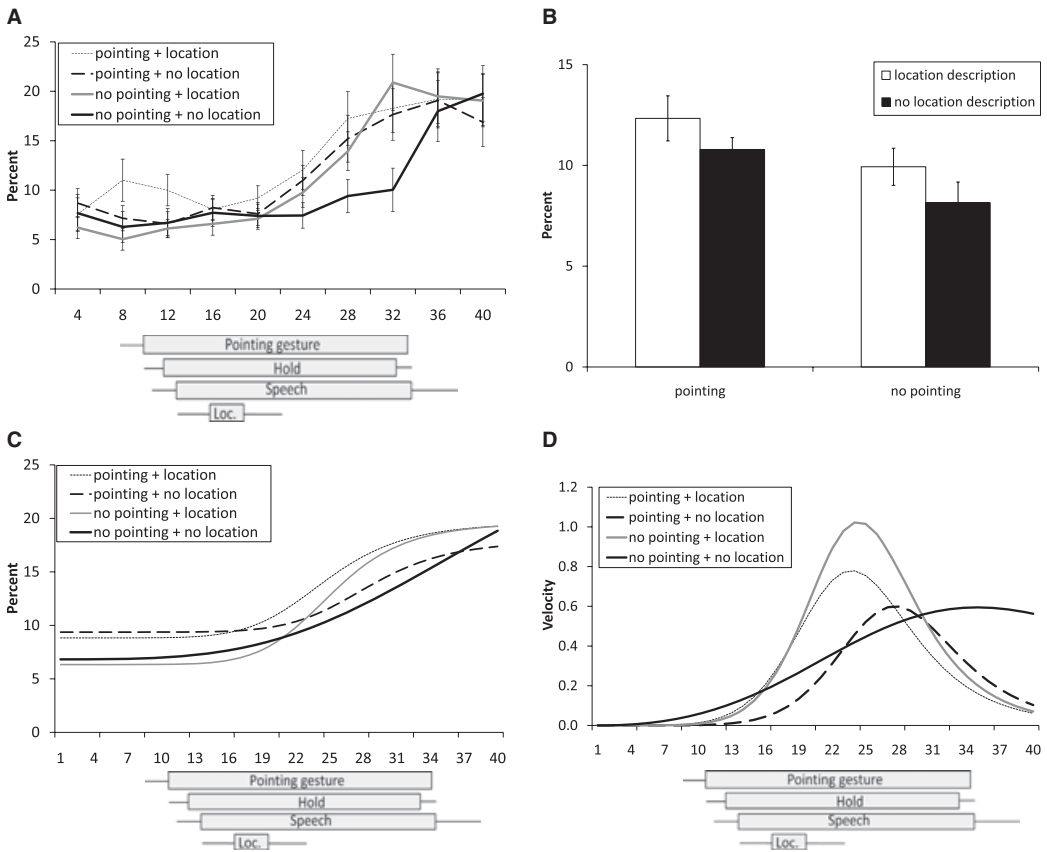 A
25
20
15
10
5
0
Percent
pointing + location
pointing + no location
no pointing + location
no pointing + no location
4 8 12 16 20 24 28 32 36 40
Pointing gesture
Hold
Speech
Loc.
B
15
10
5
0
Percent
location description
no location description
pointing no pointing
C
25
20
15
10
5
0
Percent
pointing + location
pointing + no location
no pointing + location
no pointing + no location
1 4 7 10 13 16 19 22 25 28 31 34 37 40
Pointing gesture
Hold
Speech
Loc.
D
1.2
1.0
0.8
0.6
0.4
0.2
0.0
Velocity
pointing + location
pointing + no location
no pointing + location
no pointing + no location
1 4 7 10 13 16 19 22 25 28 31 34 37 40
Pointing gesture
Hold
Speech
Loc.